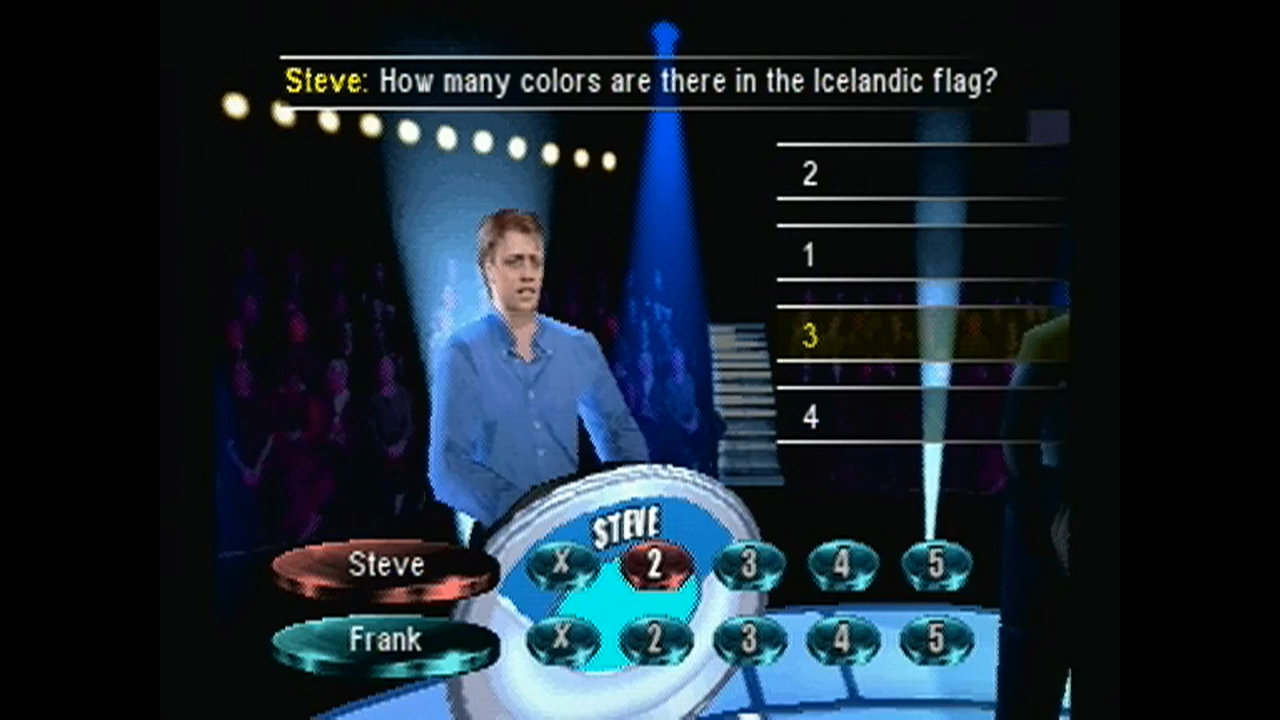 Steve: How many colors are there in the Icelandic flag?
2
1
3
4
STEVE
Steve X 2 3 4 5
Frank X 2 3 4 5